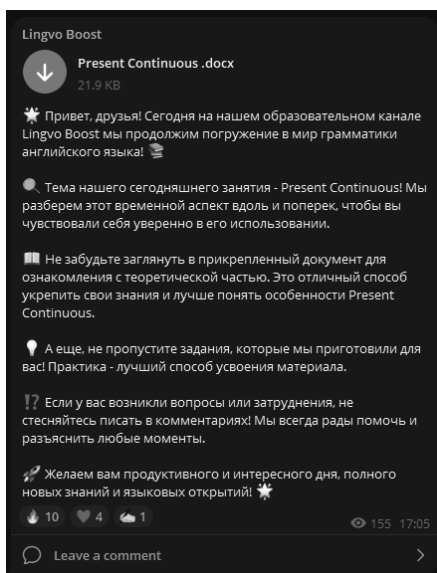 Lingvo Boost
Present Continuous .docx
21.9 KB
🌟 Привет, друзья! Сегодня на нашем образовательном канале
Lingvo Boost мы продолжим погружение в мир грамматики
английского языка! 📚
🔍 Тема нашего сегодняшнего занятия - Present Continuous! Мы
разберем этот временной аспект вдоль и поперек, чтобы вы
чувствовали себя уверенно в его использовании.
📖 Не забудьте заглянуть в прикрепленный документ для
ознакомления с теоретической частью. Это отличный способ
укрепить свои знания и лучше понять особенности Present
Continuous.
💡 А еще, не пропустите задания, которые мы приготовили для
вас! Практика - лучший способ усвоения материала.
⁉️ Если у вас возникли вопросы или затруднения, не
стесняйтесь писать в комментариях! Мы всегда рады помочь и
разъяснить любые моменты.
🚀 Желаем вам продуктивного и интересного дня, полного
новых знаний и языковых открытий! 🌟
🔥 10 ❤ 4 👍 1
155 17:05
Leave a comment